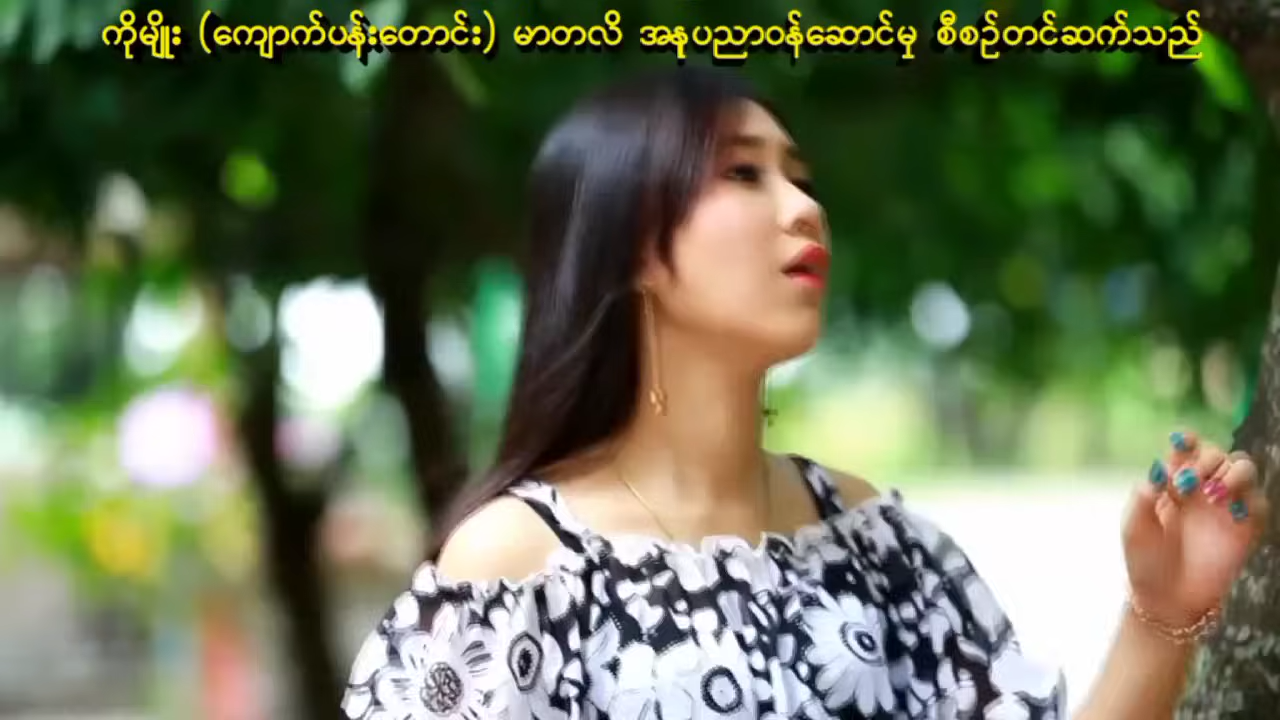 ကိုမျိုး (ကျောက်ပန်းတောင်း) မာတလိ အနုပညာဝန်ဆောင်မှ စီစဉ်တင်ဆက်သည်